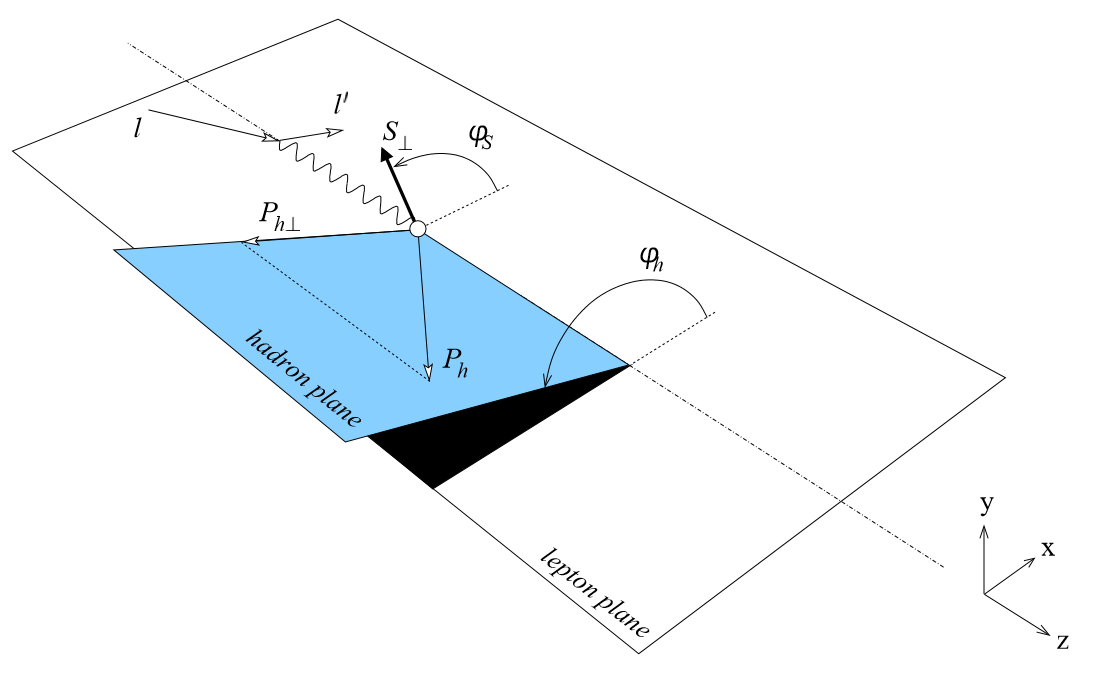 l'
l
S⊥
φS
Ph⊥
φh
hadron plane
Ph
y
x
lepton plane
z